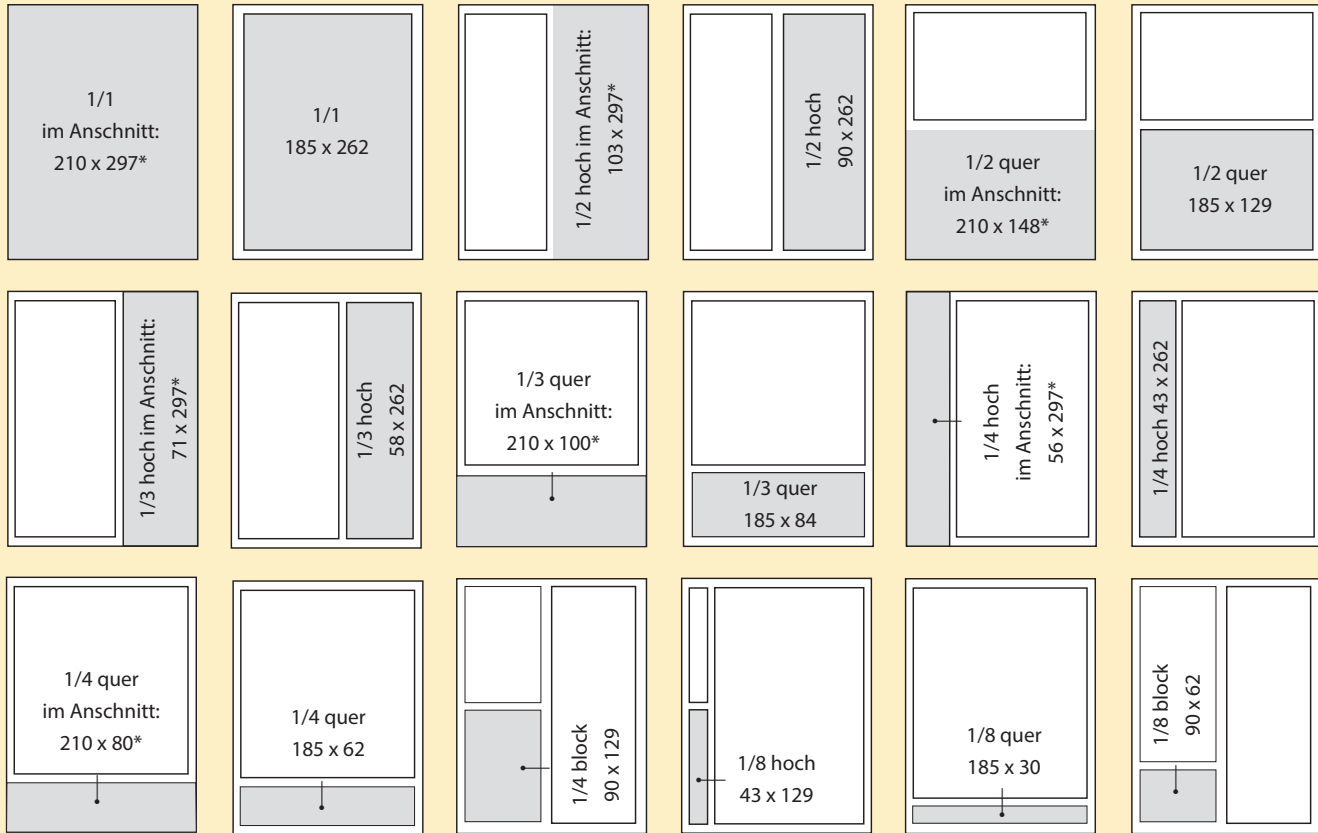 1/1
im Anschnitt:
210 x 297*
1/1
185 x 262
1/2 hoch im Anschnitt:
103 x 297*
1/2 hoch
90 x 262
1/2 quer
im Anschnitt:
210 x 148*
1/2 quer
185 x 129
1/3 hoch im Anschnitt:
71 x 297*
1/3 hoch
58 x 262
1/3 quer
im Anschnitt:
210 x 100*
1/3 quer
185 x 84
1/4 hoch
im Anschnitt:
56 x 297*
1/4 hoch 43 x 262
1/4 quer
im Anschnitt:
210 x 80*
1/4 quer
185 x 62
1/4 block
90 x 129
1/8 hoch
43 x 129
1/8 quer
185 x 30
1/8 block
90 x 62